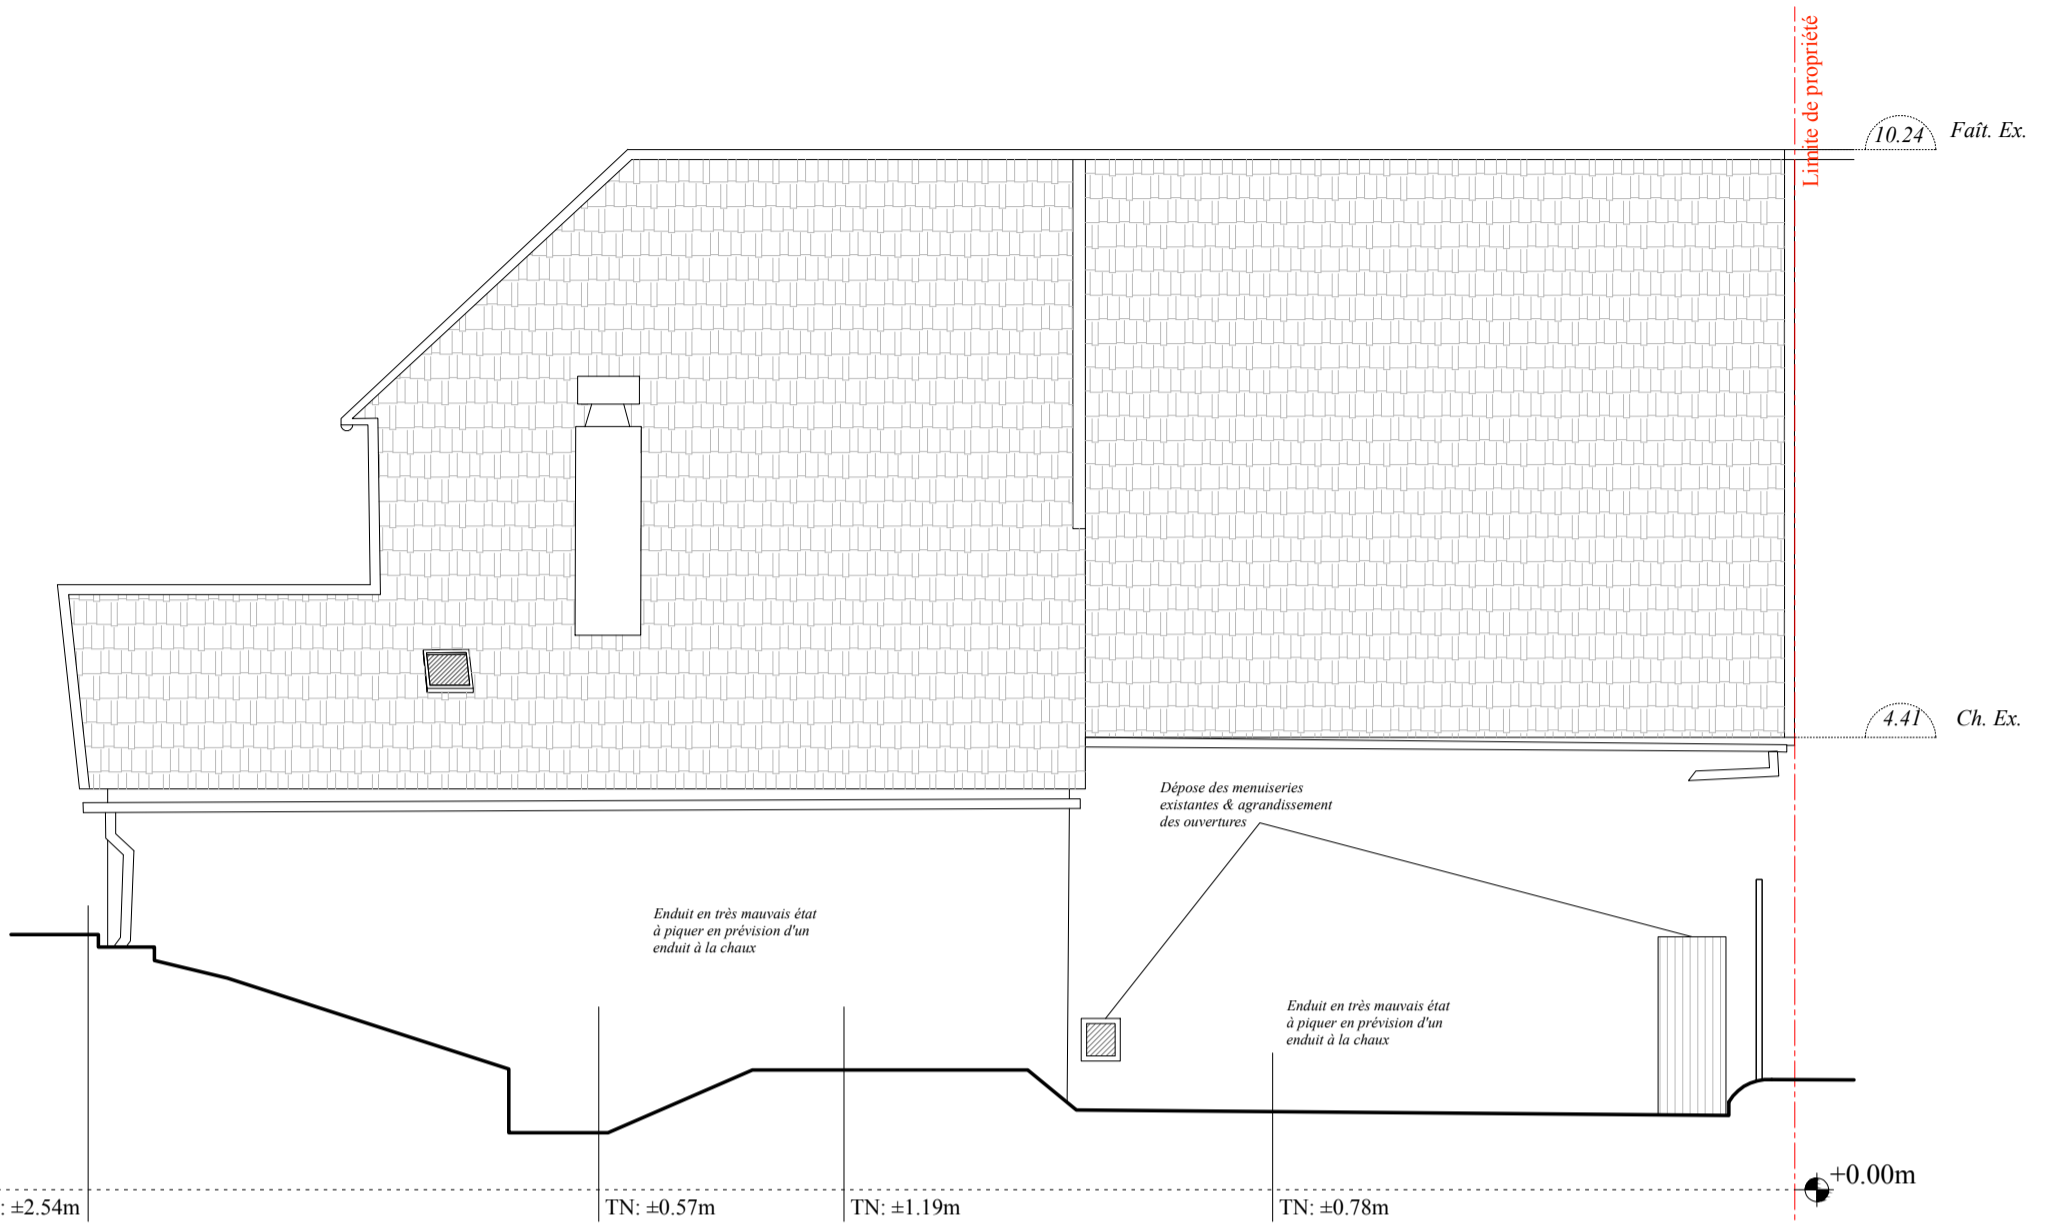 Limite de propriété
10.24 Faît. Ex.
4.41 Ch. Ex.
Dépose des menuiseries
existantes & agrandissement
des ouvertures
Enduit en très mauvais état
à piquer en prévision d'un
enduit à la chaux
Enduit en très mauvais état
à piquer en prévision d'un
enduit à la chaux
+0.00m
: ±2.54m
TN: ±0.57m
TN: ±1.19m
TN: ±0.78m